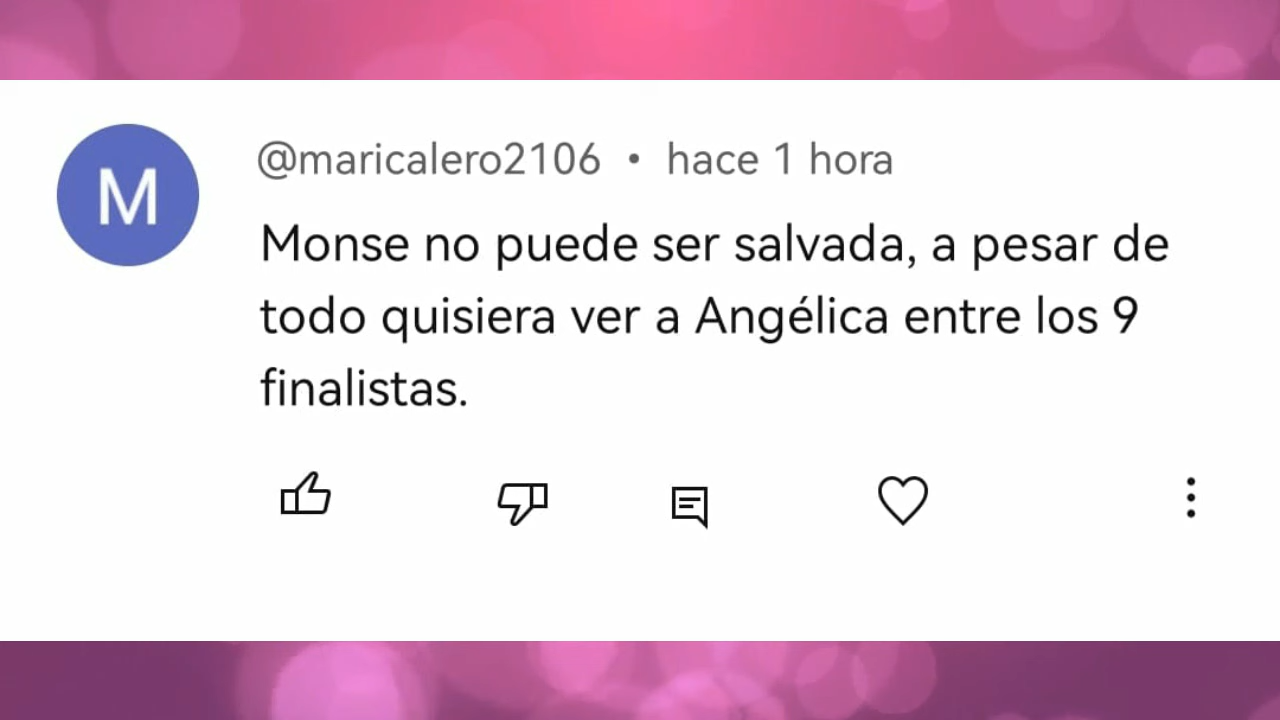 M
@maricalero2106 • hace 1 hora
Monse no puede ser salvada, a pesar de
todo quisiera ver a Angélica entre los 9
finalistas.